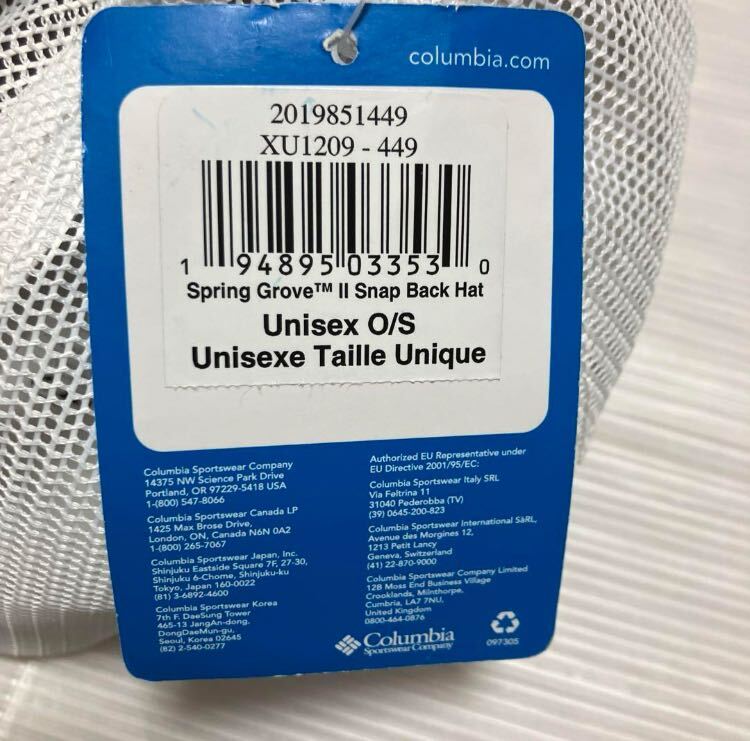 columbia.com
2019851449
XU1209 - 449
1 94895 03353 0
Spring Grove™ II Snap Back Hat
Unisex O/S
Unisexe Taille Unique
Columbia Sportswear Company
14375 NW Science Park Drive
Portland, OR 97229-5418 USA
1-(800) 547-8066
Columbia Sportswear Canada LP
1425 Max Brose Drive,
London, ON, Canada N6N 0A2
1-(800) 265-7067
Columbia Sportswear Japan, Inc.
Shinjuku Eastside Square 7F, 27-30,
Shinjuku 6-Chome, Shinjuku-ku
Tokyo, Japan 160-0022
(81) 3-6892-4600
Columbia Sportswear Korea
7th F. DaeSung Tower
465-13 JangAn-dong,
DongDaeMun-gu,
Seoul, Korea 02645
(82) 2-540-0277
Authorized EU Representative under
EU Directive 2001/95/EC:
Columbia Sportswear Italy SRL
Via Feltrina 11
31040 Pederobba (TV)
(39) 0645-200-823
Columbia Sportswear International SàRL,
Avenue des Morgines 12,
1213 Petit Lancy
Geneva, Switzerland
(41) 22-870-9000
Columbia Sportswear Company Limited
12B Moss End Business Village
Crooklands, Milnthorpe,
Cumbria, LA7 7NU,
United Kingdom
0800-464-0876
Columbia
Sportswear Company
097305